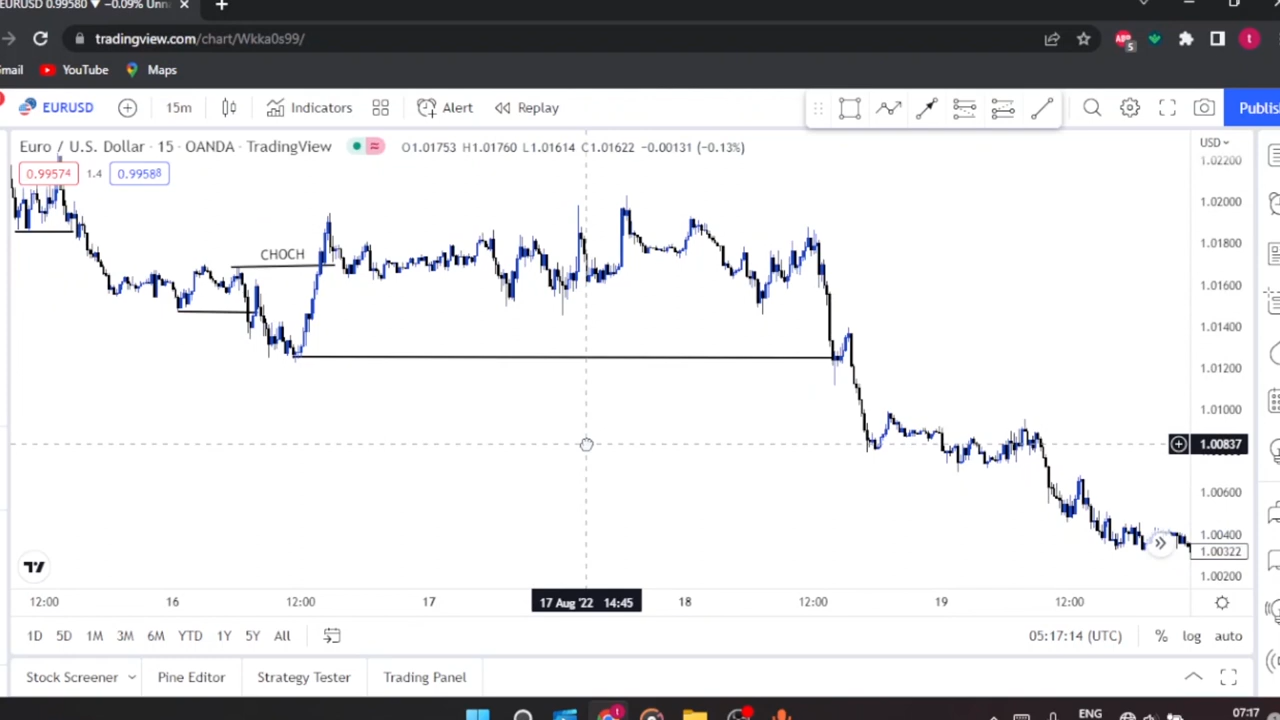 EURUSD 0.99580 ▼ −0.09% Unn
tradingview.com/chart/Wkka0s99/
5
t
mail YouTube Maps
EURUSD 15m Indicators Alert Replay Publis
Euro / U.S. Dollar · 15 · OANDA · TradingView O1.01753 H1.01760 L1.01614 C1.01622 −0.00131 (−0.13%)
USD
0.99574 1.4 0.99588
1.02200
1.02000
1.01800
1.01600
1.01400
1.01200
1.01000
1.00837
1.00600
1.00400
1.00322
1.00200
CHOCH
12:00 16 12:00 17 17 Aug '22 14:45 18 12:00 19 12:00
1D 5D 1M 3M 6M YTD 1Y 5Y All 05:17:14 (UTC) % log auto
Stock Screener Pine Editor Strategy Tester Trading Panel
ENG 07:17